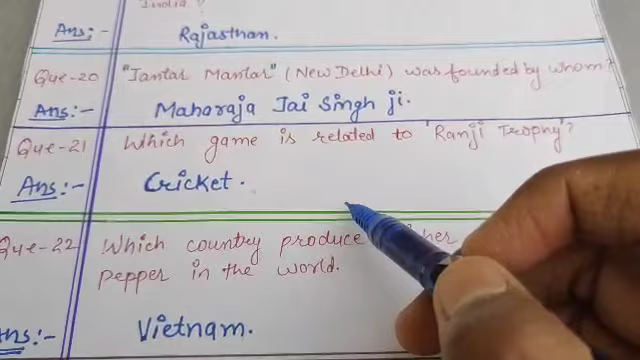 India?
Ans:- Rajasthan.
Que-20 "Jantar Mantar" (New Delhi) was founded by whom?
Ans:- Maharaja Jai Singh ji.
Que-21 Which game is related to 'Ranji Trophy'?
Ans:- Cricket.
Que-22 Which country produce her
pepper in the world.
Ans:- Vietnam.